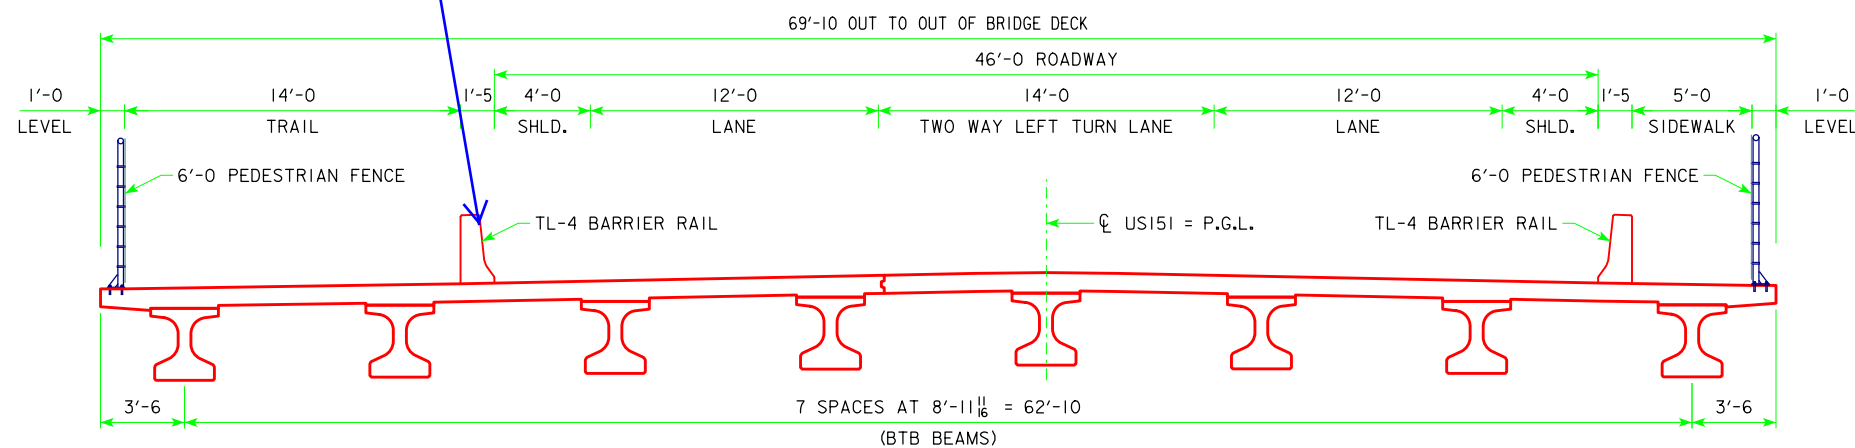 69'-10 OUT TO OUT OF BRIDGE DECK
46'-0 ROADWAY
1'-0 14'-0 1'-5 4'-0 12'-0 14'-0 12'-0 4'-0 1'-5 5'-0 1'-0
LEVEL TRAIL SHLD. LANE TWO WAY LEFT TURN LANE LANE SHLD. SIDEWALK LEVEL
6'-0 PEDESTRIAN FENCE 6'-0 PEDESTRIAN FENCE
TL-4 BARRIER RAIL ℄ US151 = P.G.L. TL-4 BARRIER RAIL
3'-6 7 SPACES AT 8'-11 11/16 = 62'-10 3'-6
(BTB BEAMS)